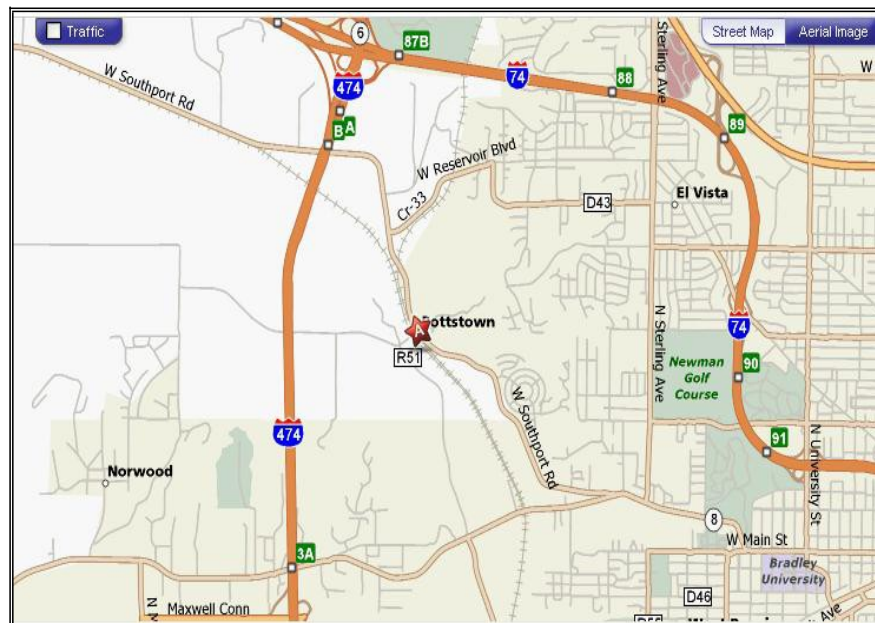 Traffic
Street Map
Aerial Image
6
87B
N Sterling Ave
W
W Southport Rd
474
74
88
B
A
89
W Reservoir Blvd
Cr-33
D43
El Vista
A
R51
N Sterling Ave
74
Newman
Golf
Course
90
474
W Southport Rd
91
N University St
Norwood
8
W Main St
3A
Bradley
University
D46
Maxwell Conn